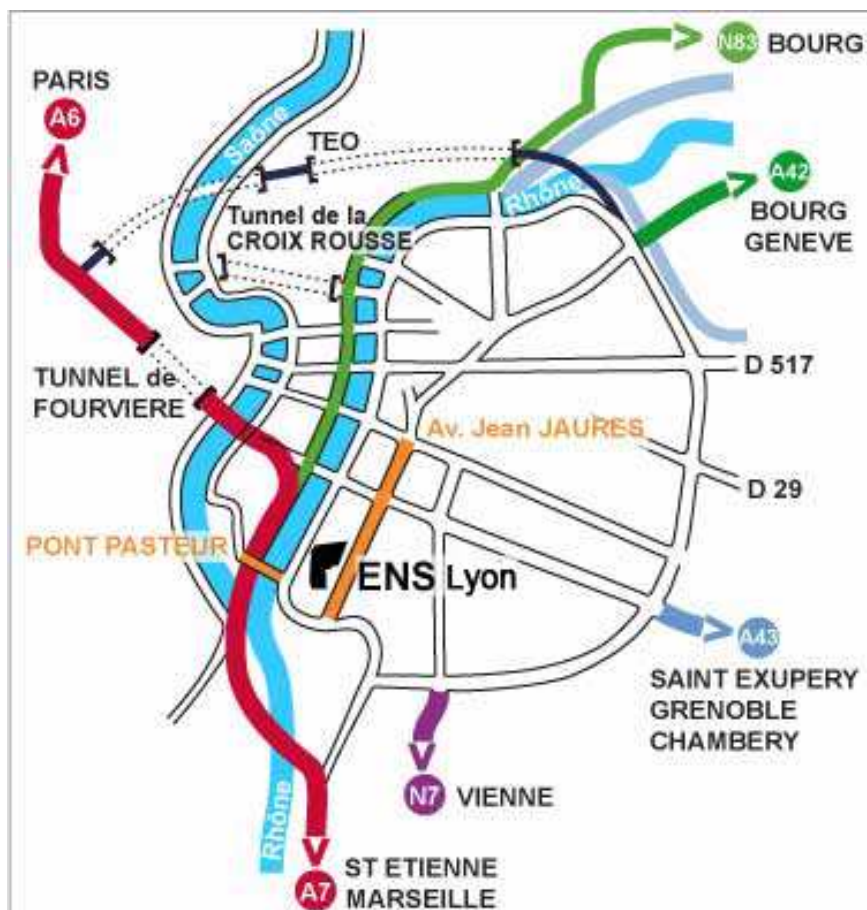 N83 BOURG
PARIS
A6
Saône
TEO
Rhône
A42
BOURG
GENEVE
Tunnel de la
CROIX ROUSSE
TUNNEL de
FOURVIERE
D 517
Av. Jean JAURES
D 29
PONT PASTEUR
ENS Lyon
A43
SAINT EXUPERY
GRENOBLE
CHAMBERY
N7 VIENNE
Rhône
A7
ST ETIENNE
MARSEILLE